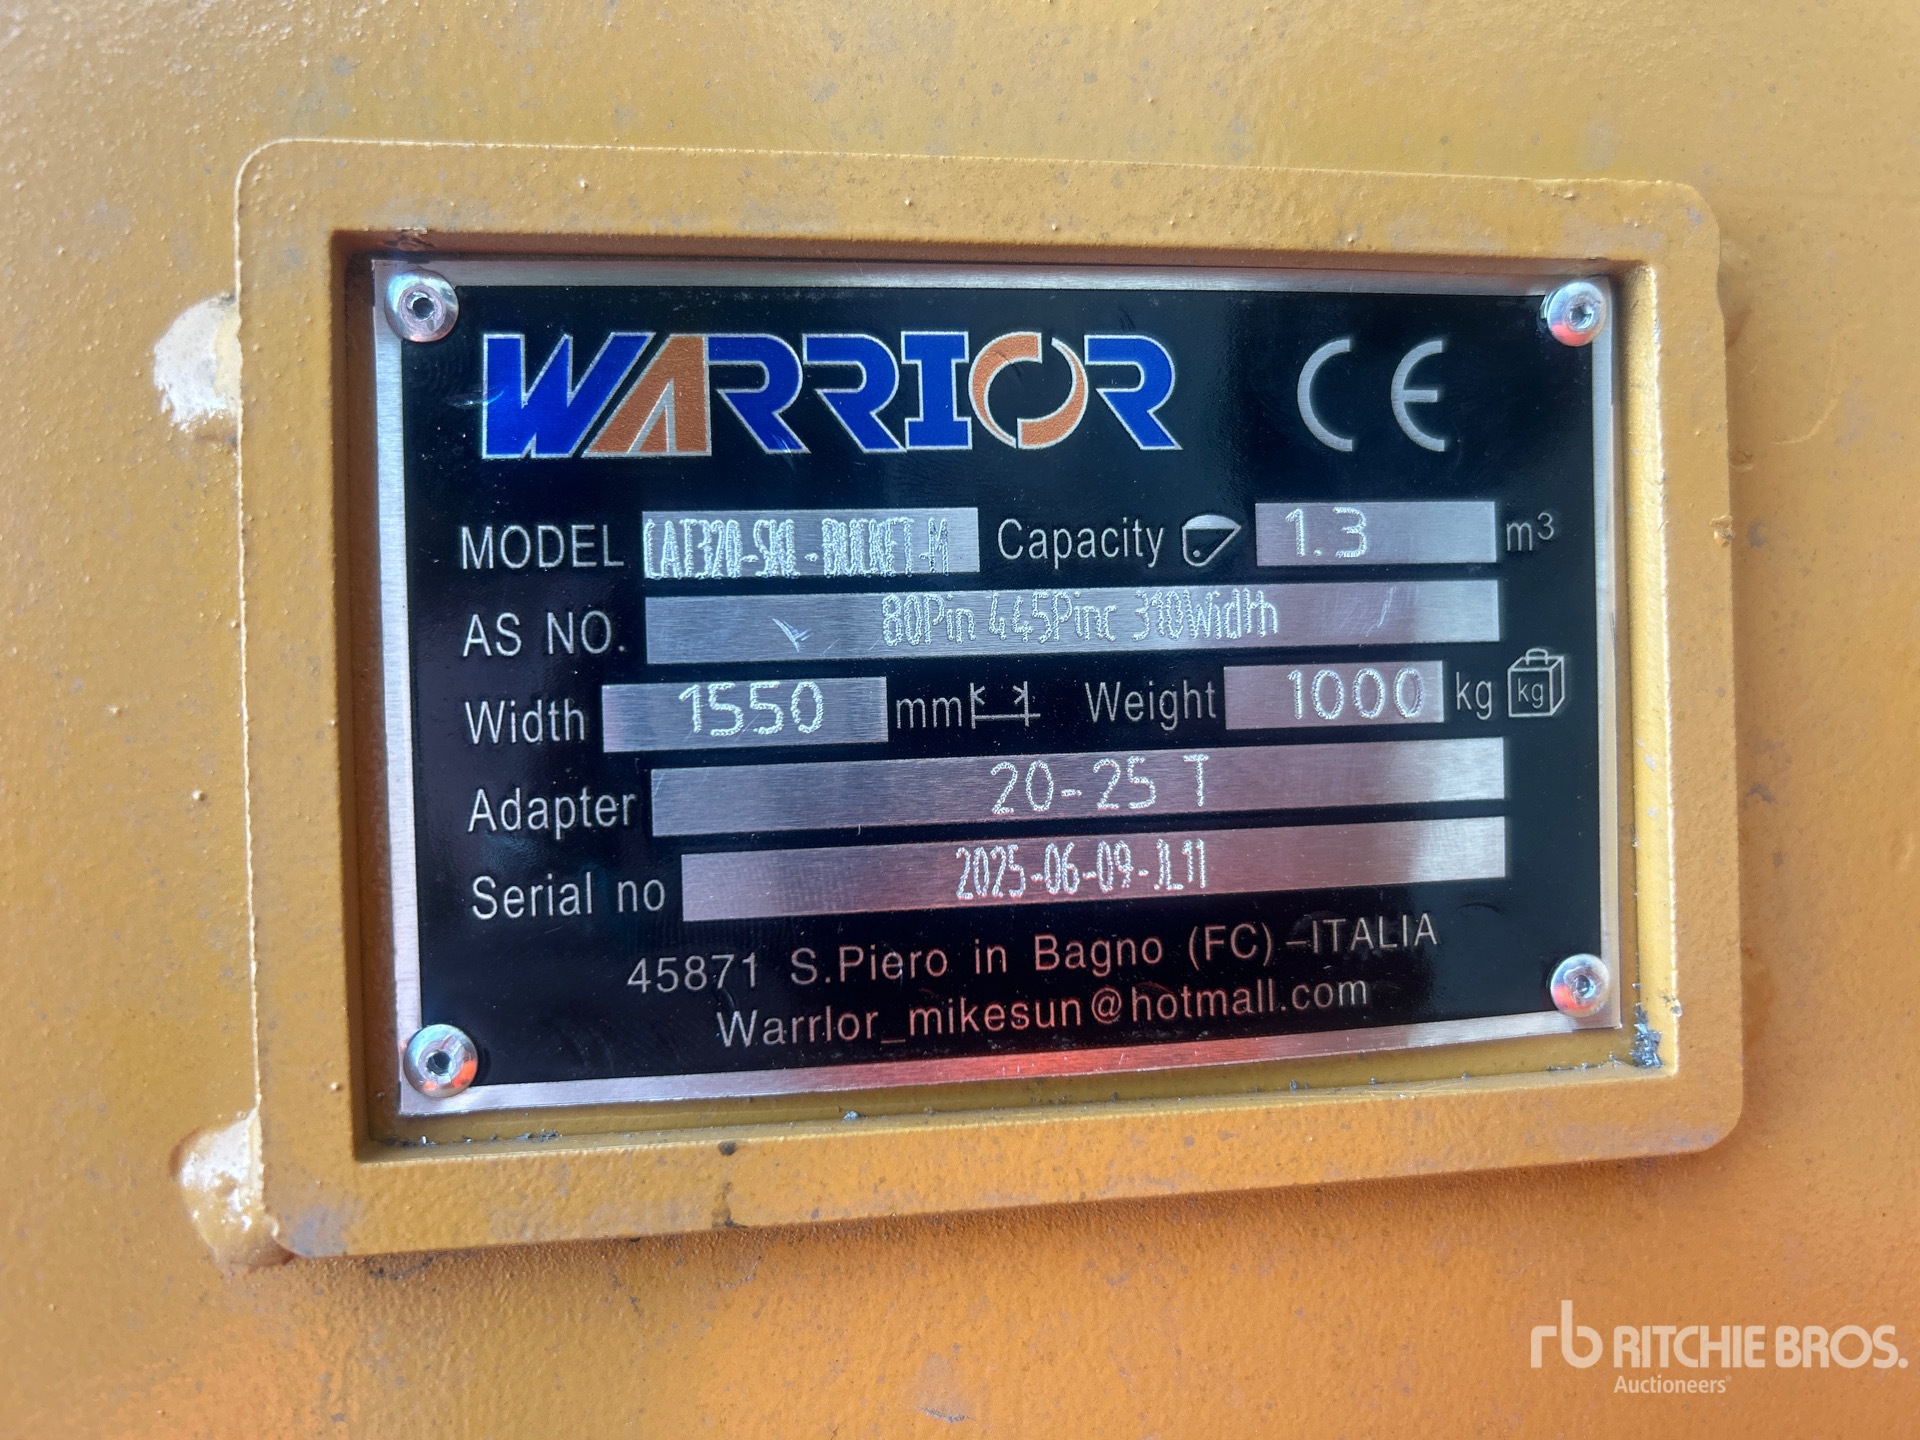 WARRIOR CE
MODEL CAT320-SKL-BUCKET-M Capacity 1.3 m³
AS NO. 80Pin 445Pinc 310Width
Width 1550 mm Weight 1000 kg kg
Adapter 20-25 T
Serial no 2025-06-09-JL11
45871 S.Piero in Bagno (FC)-ITALIA
Warrlor_mikesun@hotmall.com
rb RITCHIE BROS.
Auctioneers